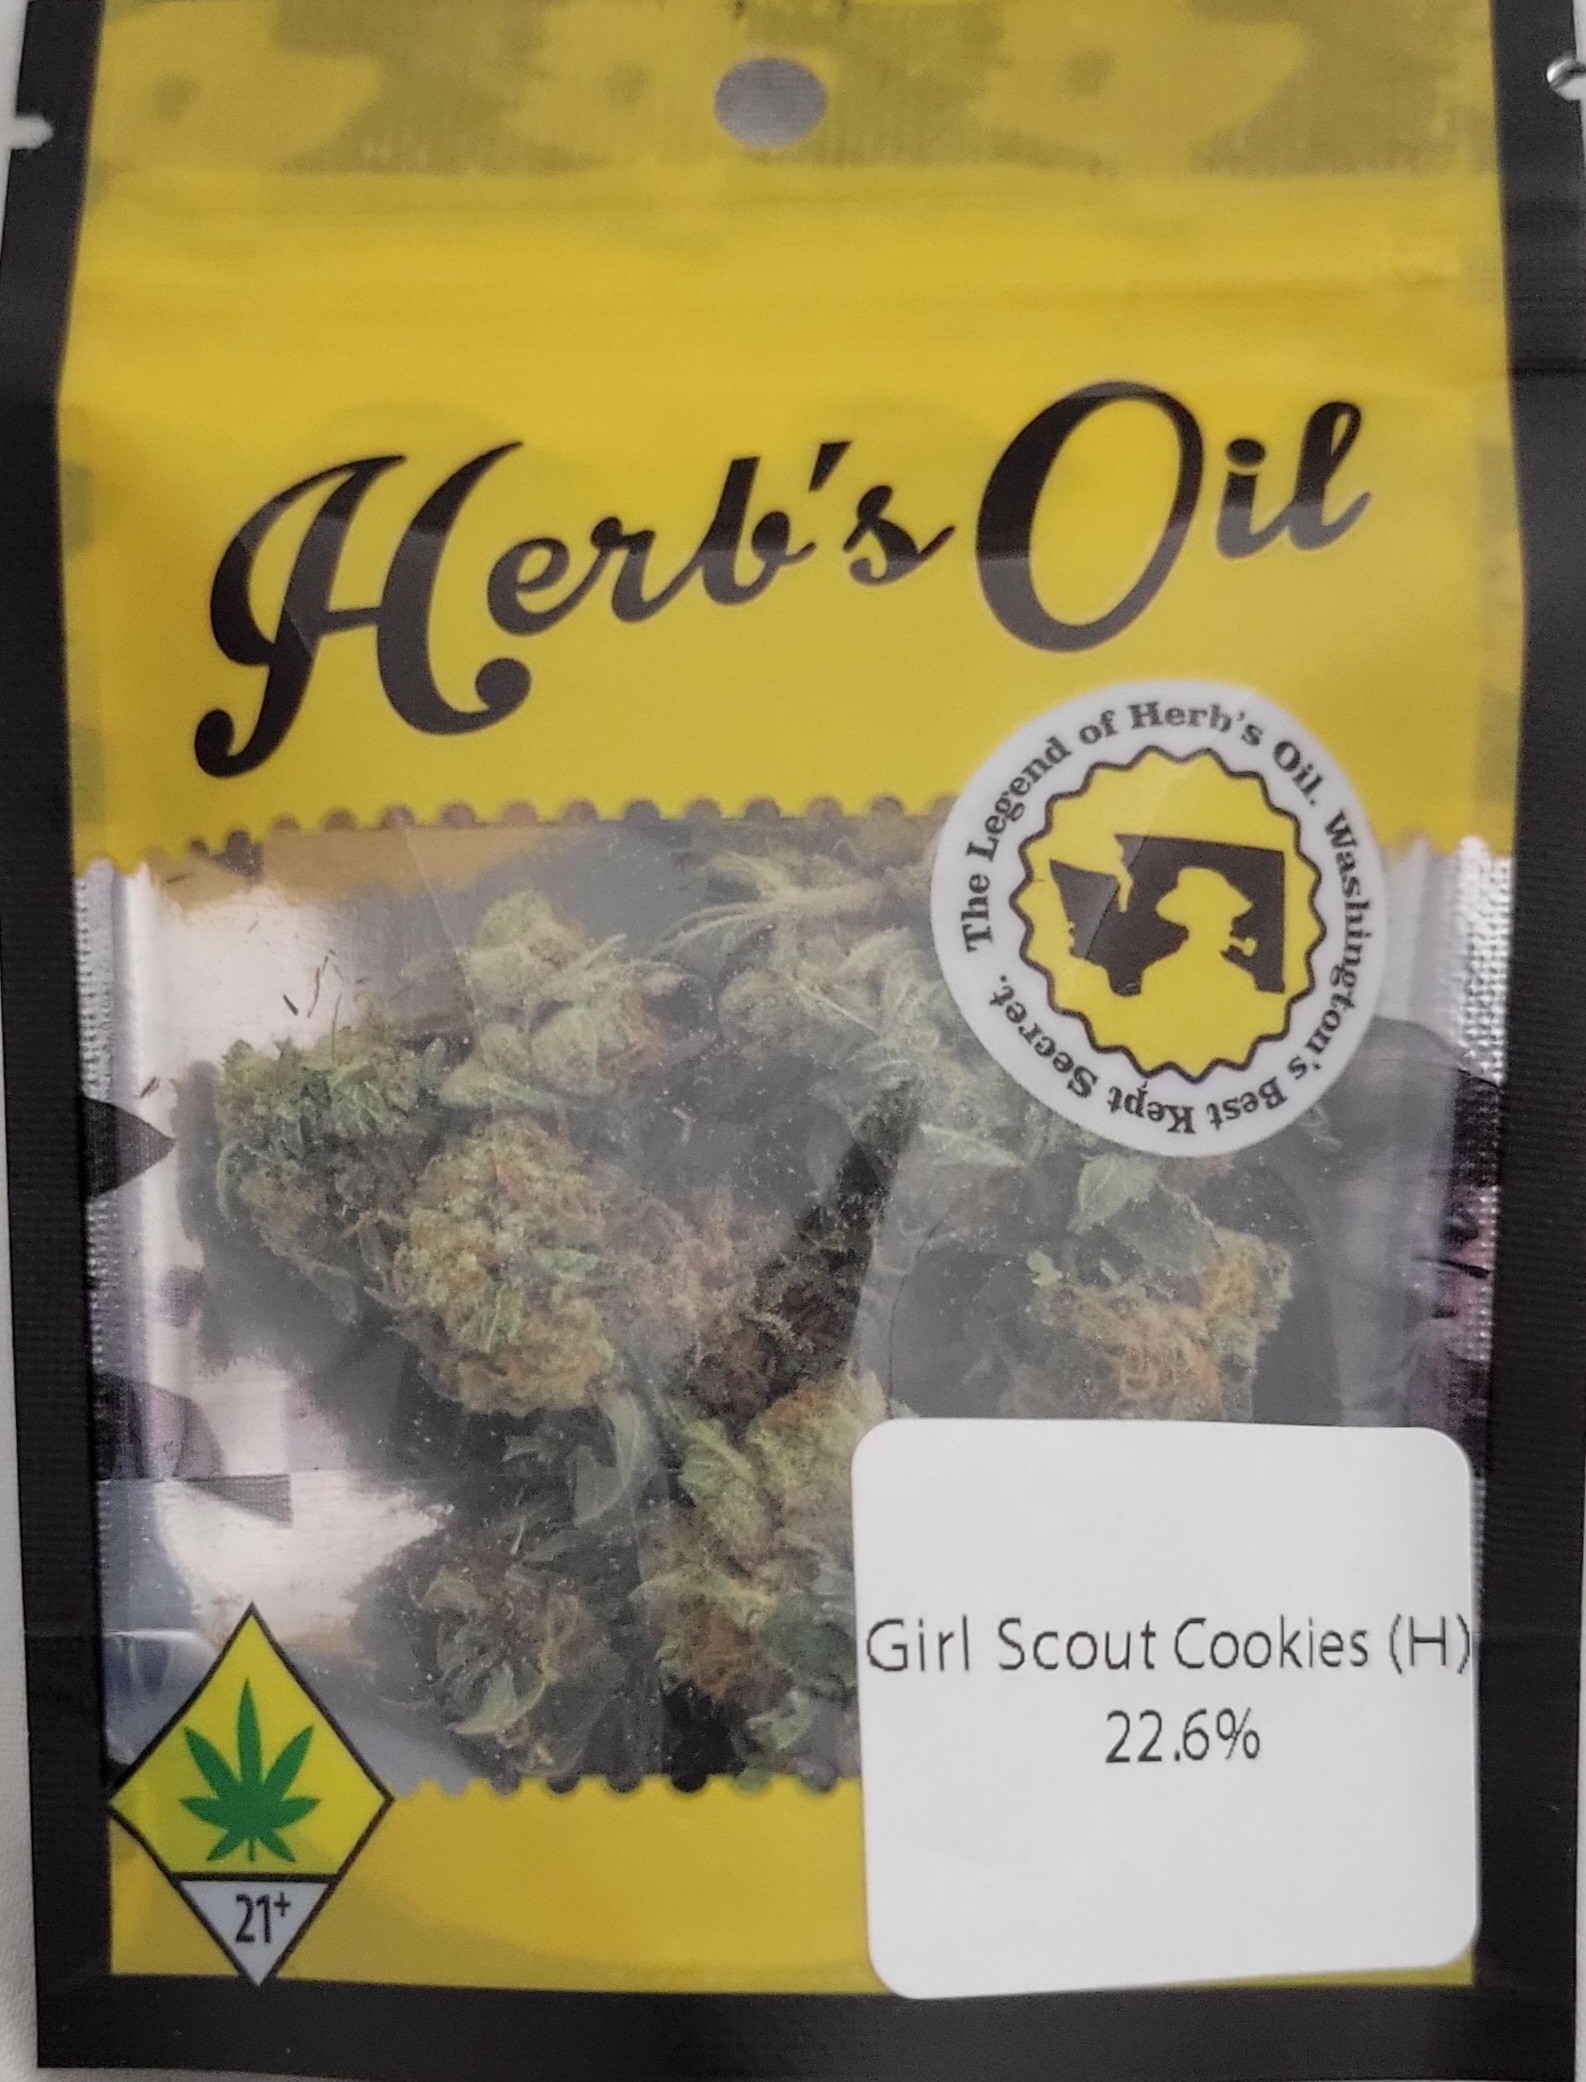 Herb's Oil
The Legend of Herb's Oil. Washington's Best Kept Secret.
Girl Scout Cookies (H)
22.6%
21+